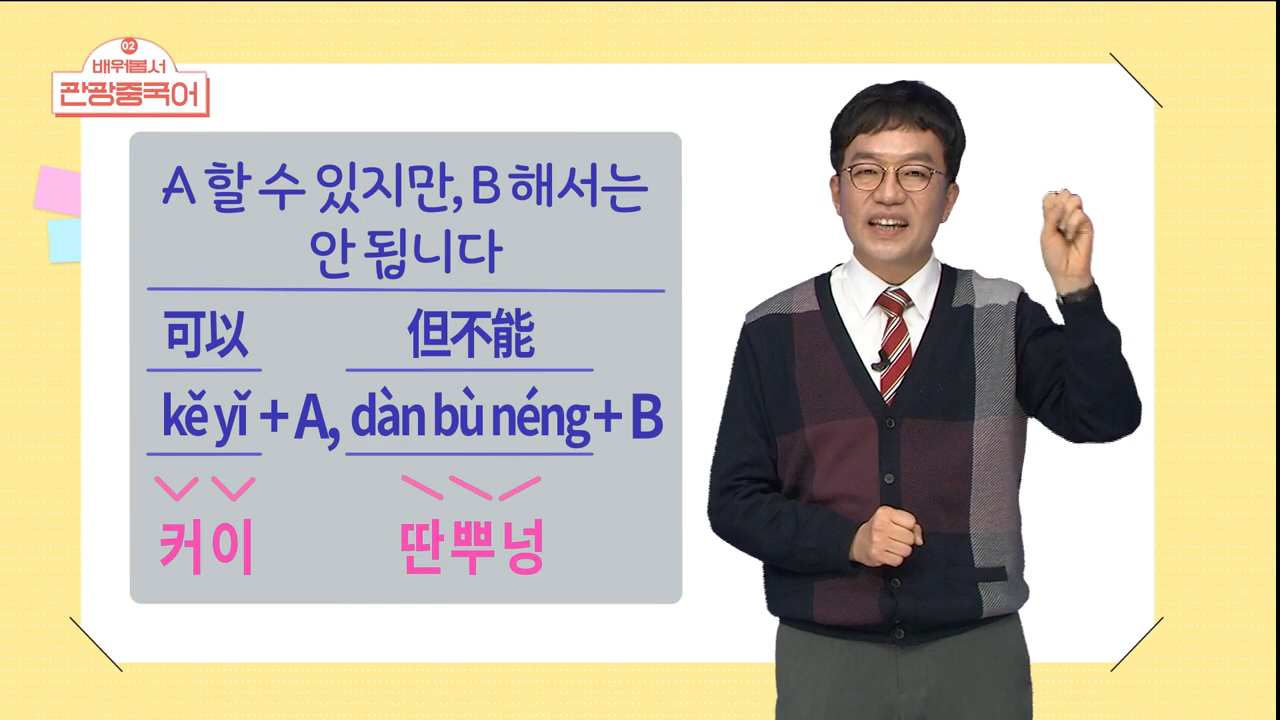 02
배워봅서
관광중국어
A 할 수 있지만, B 해서는
안 됩니다
可以 但不能
kě yǐ + A, dàn bù néng + B
커 이 딴 뿌 넝